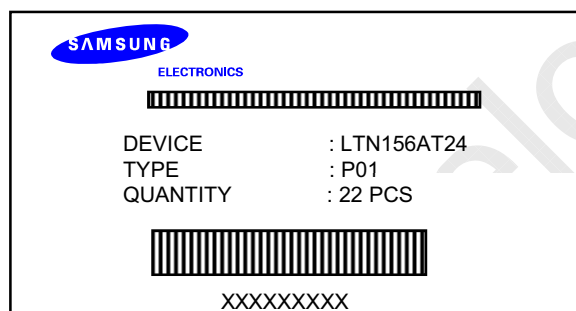 SAMSUNG
ELECTRONICS
DEVICE : LTN156AT24
TYPE : P01
QUANTITY : 22 PCS
XXXXXXXXX